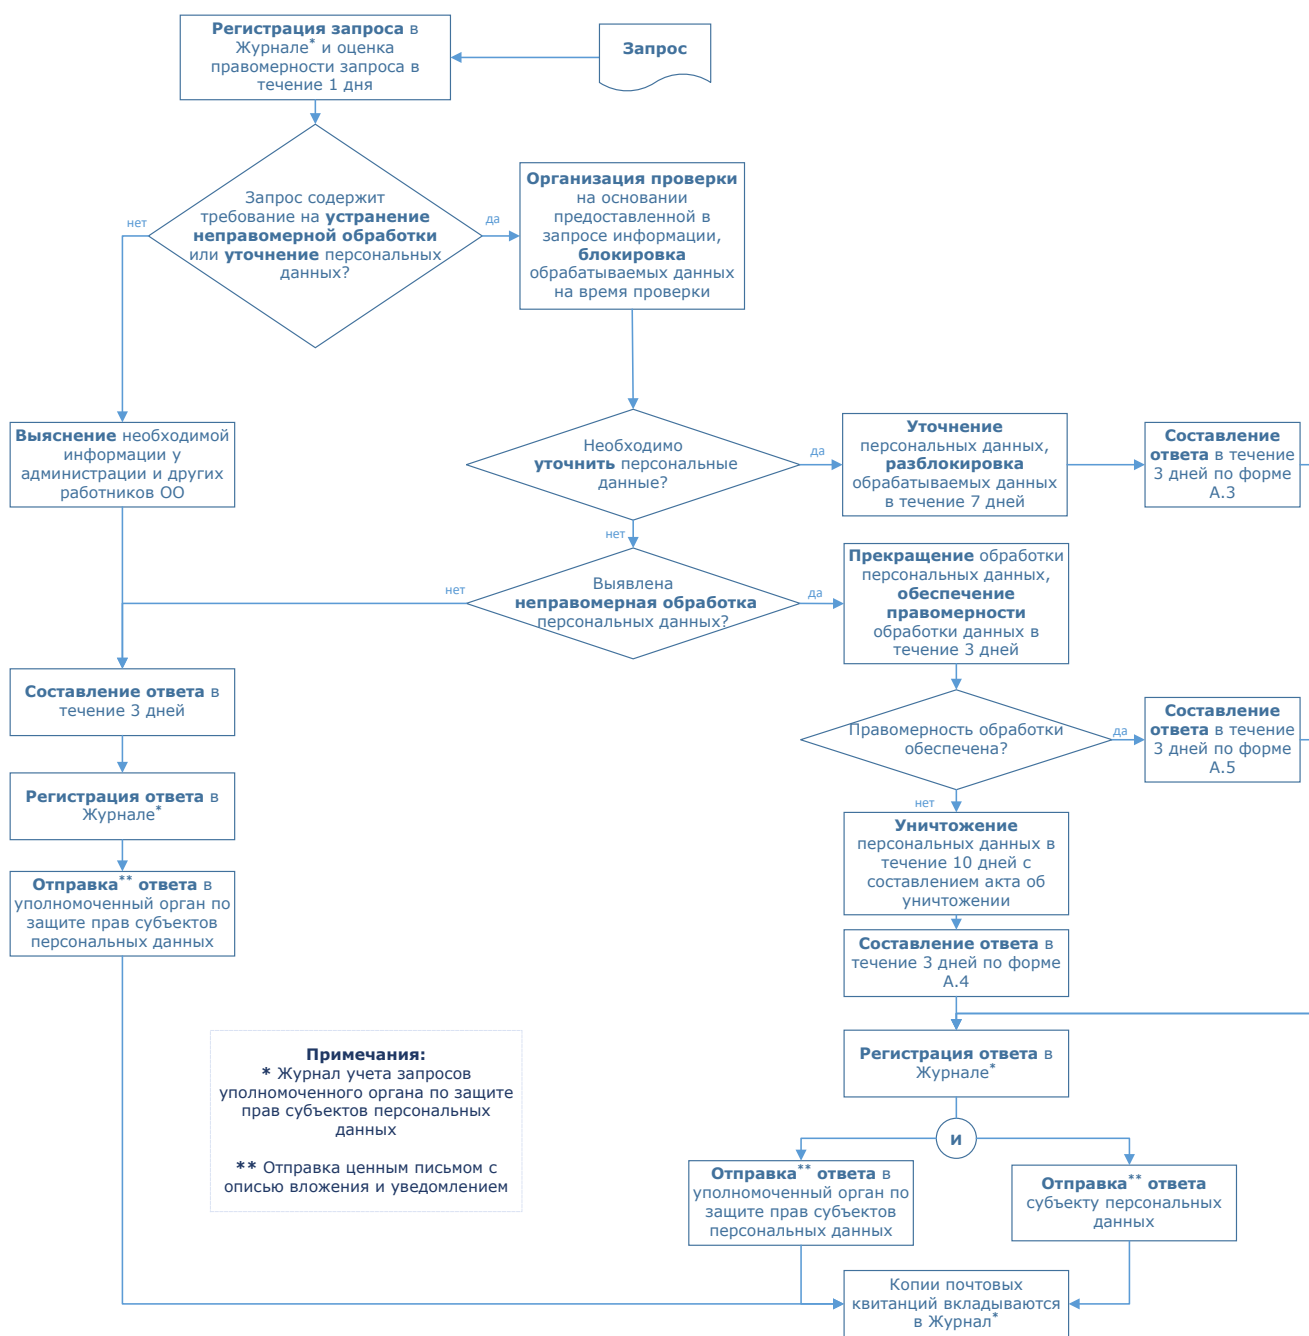 Регистрация запроса в
Журнале* и оценка
правомерности запроса в
течение 1 дня
Запрос
Запрос содержит
требование на устранение
неправомерной обработки
или уточнение персональных
данных?
нет
да
Организация проверки
на основании
предоставленной в
запросе информации,
блокировка
обрабатываемых данных
на время проверки
Выяснение необходимой
информации у
администрации и других
работников ОО
Необходимо
уточнить персональные
данные?
да
нет
Уточнение
персональных данных,
разблокировка
обрабатываемых данных
в течение 7 дней
Составление
ответа в течение
3 дней по форме
А.3
Выявлена
неправомерная обработка
персональных данных?
нет
да
Прекращение обработки
персональных данных,
обеспечение
правомерности
обработки данных в
течение 3 дней
Составление ответа в
течение 3 дней
Правомерность обработки
обеспечена?
да
нет
Составление
ответа в течение
3 дней по форме
А.5
Регистрация ответа в
Журнале*
Уничтожение
персональных данных в
течение 10 дней с
составлением акта об
уничтожении
Отправка** ответа в
уполномоченный орган по
защите прав субъектов
персональных данных
Составление ответа в
течение 3 дней по форме
А.4
Примечания:
* Журнал учета запросов
уполномоченного органа по защите
прав субъектов персональных
данных
** Отправка ценным письмом с
описью вложения и уведомлением
Регистрация ответа в
Журнале*
И
Отправка** ответа в
уполномоченный орган по
защите прав субъектов
персональных данных
Отправка** ответа
субъекту персональных
данных
Копии почтовых
квитанций вкладываются
в Журнал*